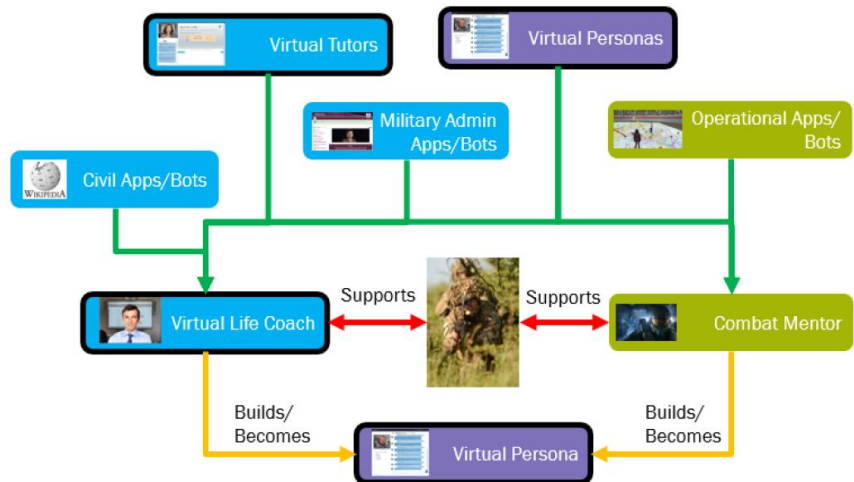 Virtual Tutors
Virtual Personas
Military Admin
Apps/Bots
Operational Apps/
Bots
WIKIPEDIA
Civil Apps/Bots
Supports
Supports
Virtual Life Coach
Combat Mentor
Builds/
Becomes
Builds/
Becomes
Virtual Persona